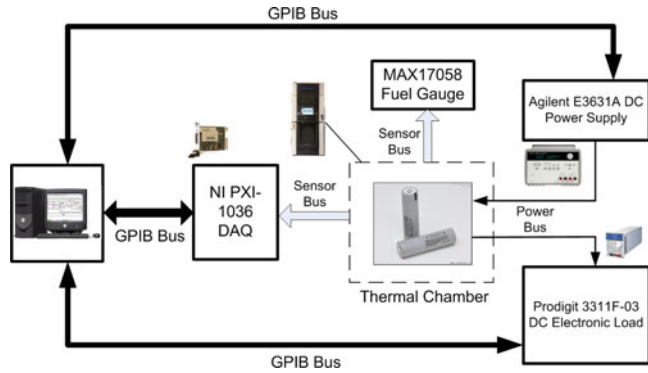 GPIB Bus
MAX17058
Fuel Gauge
Agilent E3631A DC
Power Supply
Sensor
Bus
NI PXI-
1036
DAQ
Sensor
Bus
GPIB Bus
Power
Bus
Thermal Chamber
Prodigit 3311F-03
DC Electronic Load
GPIB Bus